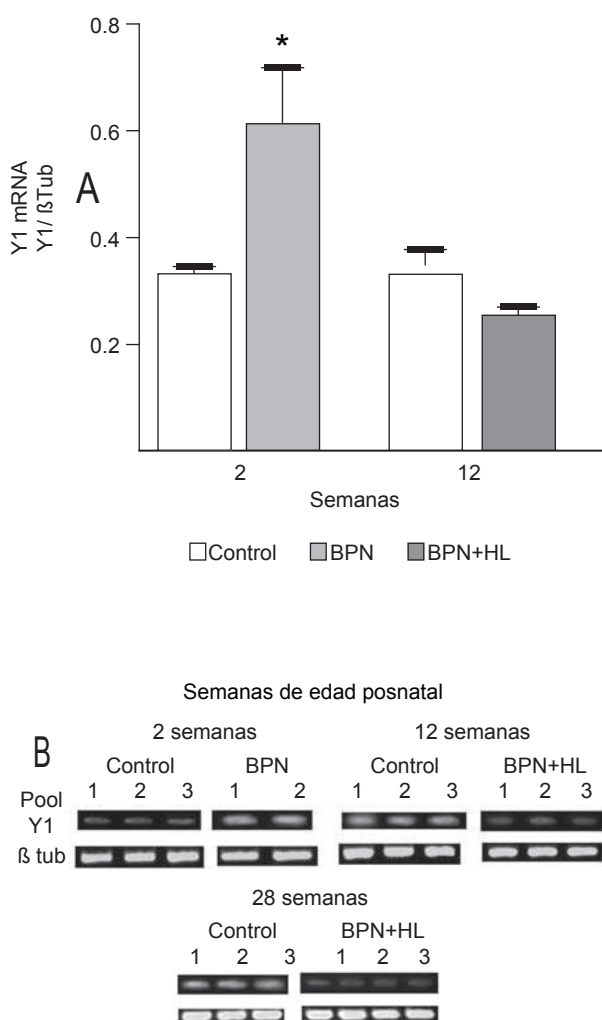 0.8
*
0.6
Y1 mRNA
Y1/ ßTub
A
0.4
0.2
2 12
Semanas
Control BPN BPN+HL
Semanas de edad posnatal
B
2 semanas 12 semanas
Control BPN Control BPN+HL
Pool 1 2 3 1 2 1 2 3 1 2 3
Y1
ß tub
28 semanas
Control BPN+HL
1 2 3 1 2 3